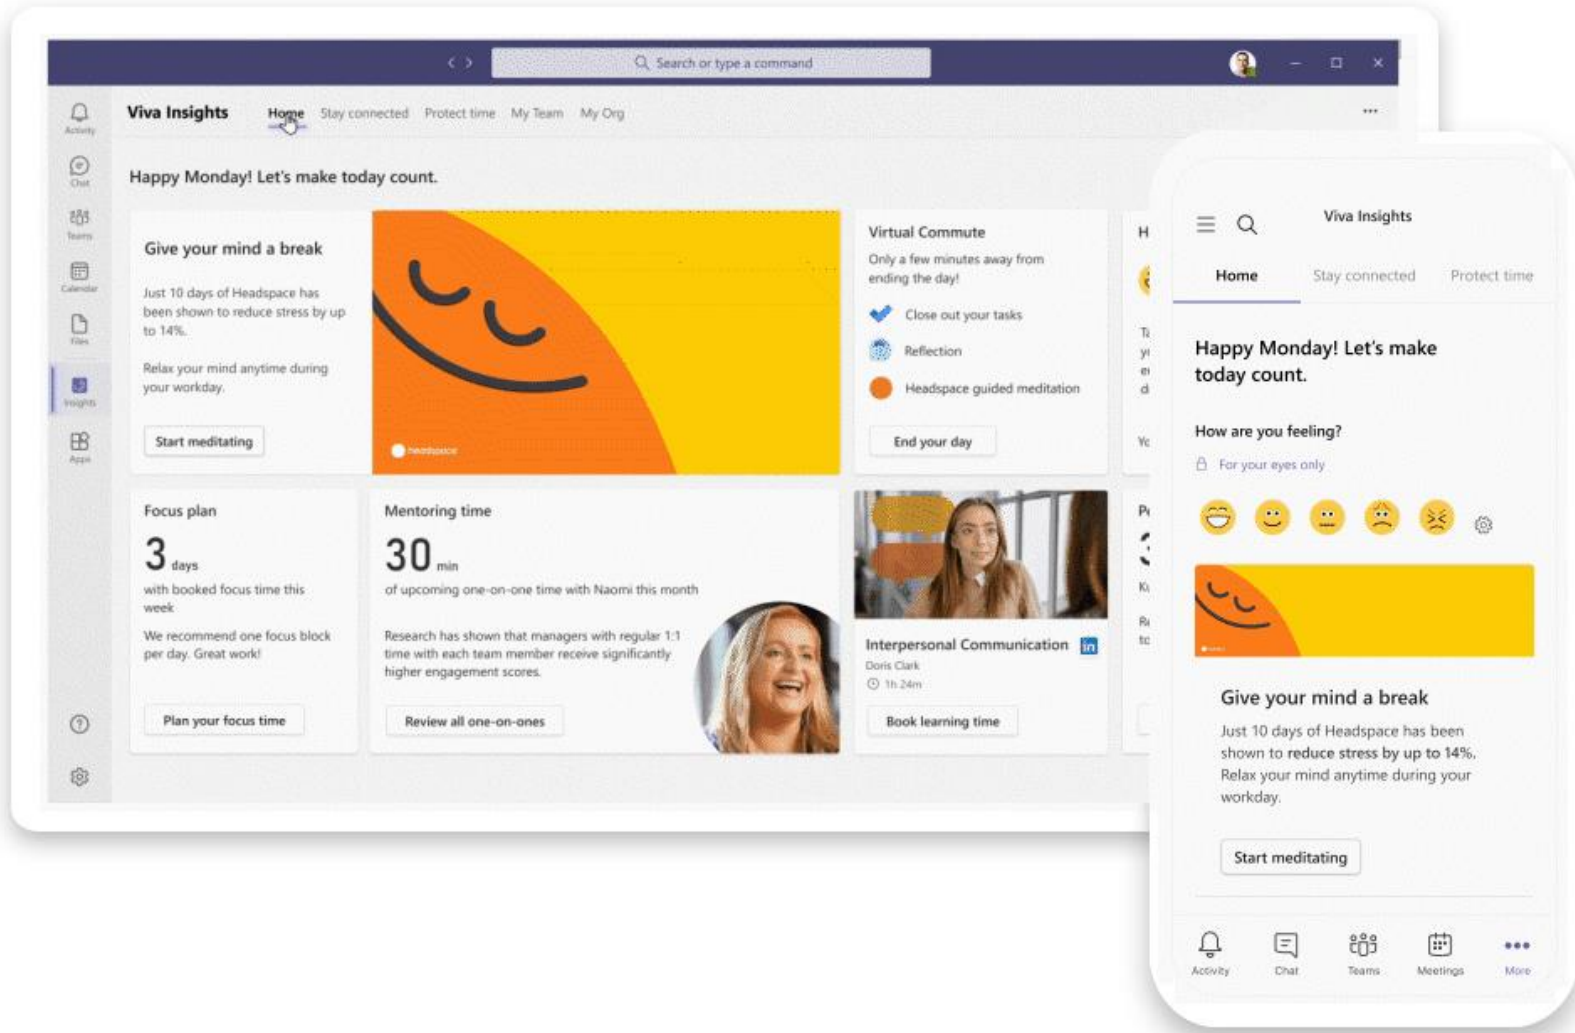 Search or type a command
Activity
Chat
Teams
Calendar
Files
Insights
Apps
Viva Insights
Home
Stay connected
Protect time
My Team
My Org
Happy Monday! Let's make today count.
Give your mind a break
Just 10 days of Headspace has
been shown to reduce stress by up
to 14%.
Relax your mind anytime during
your workday.
Start meditating
headspace
Virtual Commute
Only a few minutes away from
ending the day!
Close out your tasks
Reflection
Headspace guided meditation
End your day
H
Focus plan
3 days
with booked focus time this
week
We recommend one focus block
per day. Great work!
Plan your focus time
Mentoring time
30 min
of upcoming one-on-one time with Naomi this month
Research has shown that managers with regular 1:1
time with each team member receive significantly
higher engagement scores.
Review all one-on-ones
Interpersonal Communication in
Doris Clark
1h 24m
Book learning time
Viva Insights
Home
Stay connected
Protect time
Happy Monday! Let's make
today count.
How are you feeling?
For your eyes only
Give your mind a break
Just 10 days of Headspace has been
shown to reduce stress by up to 14%.
Relax your mind anytime during your
workday.
Start meditating
Activity
Chat
Teams
Meetings
More